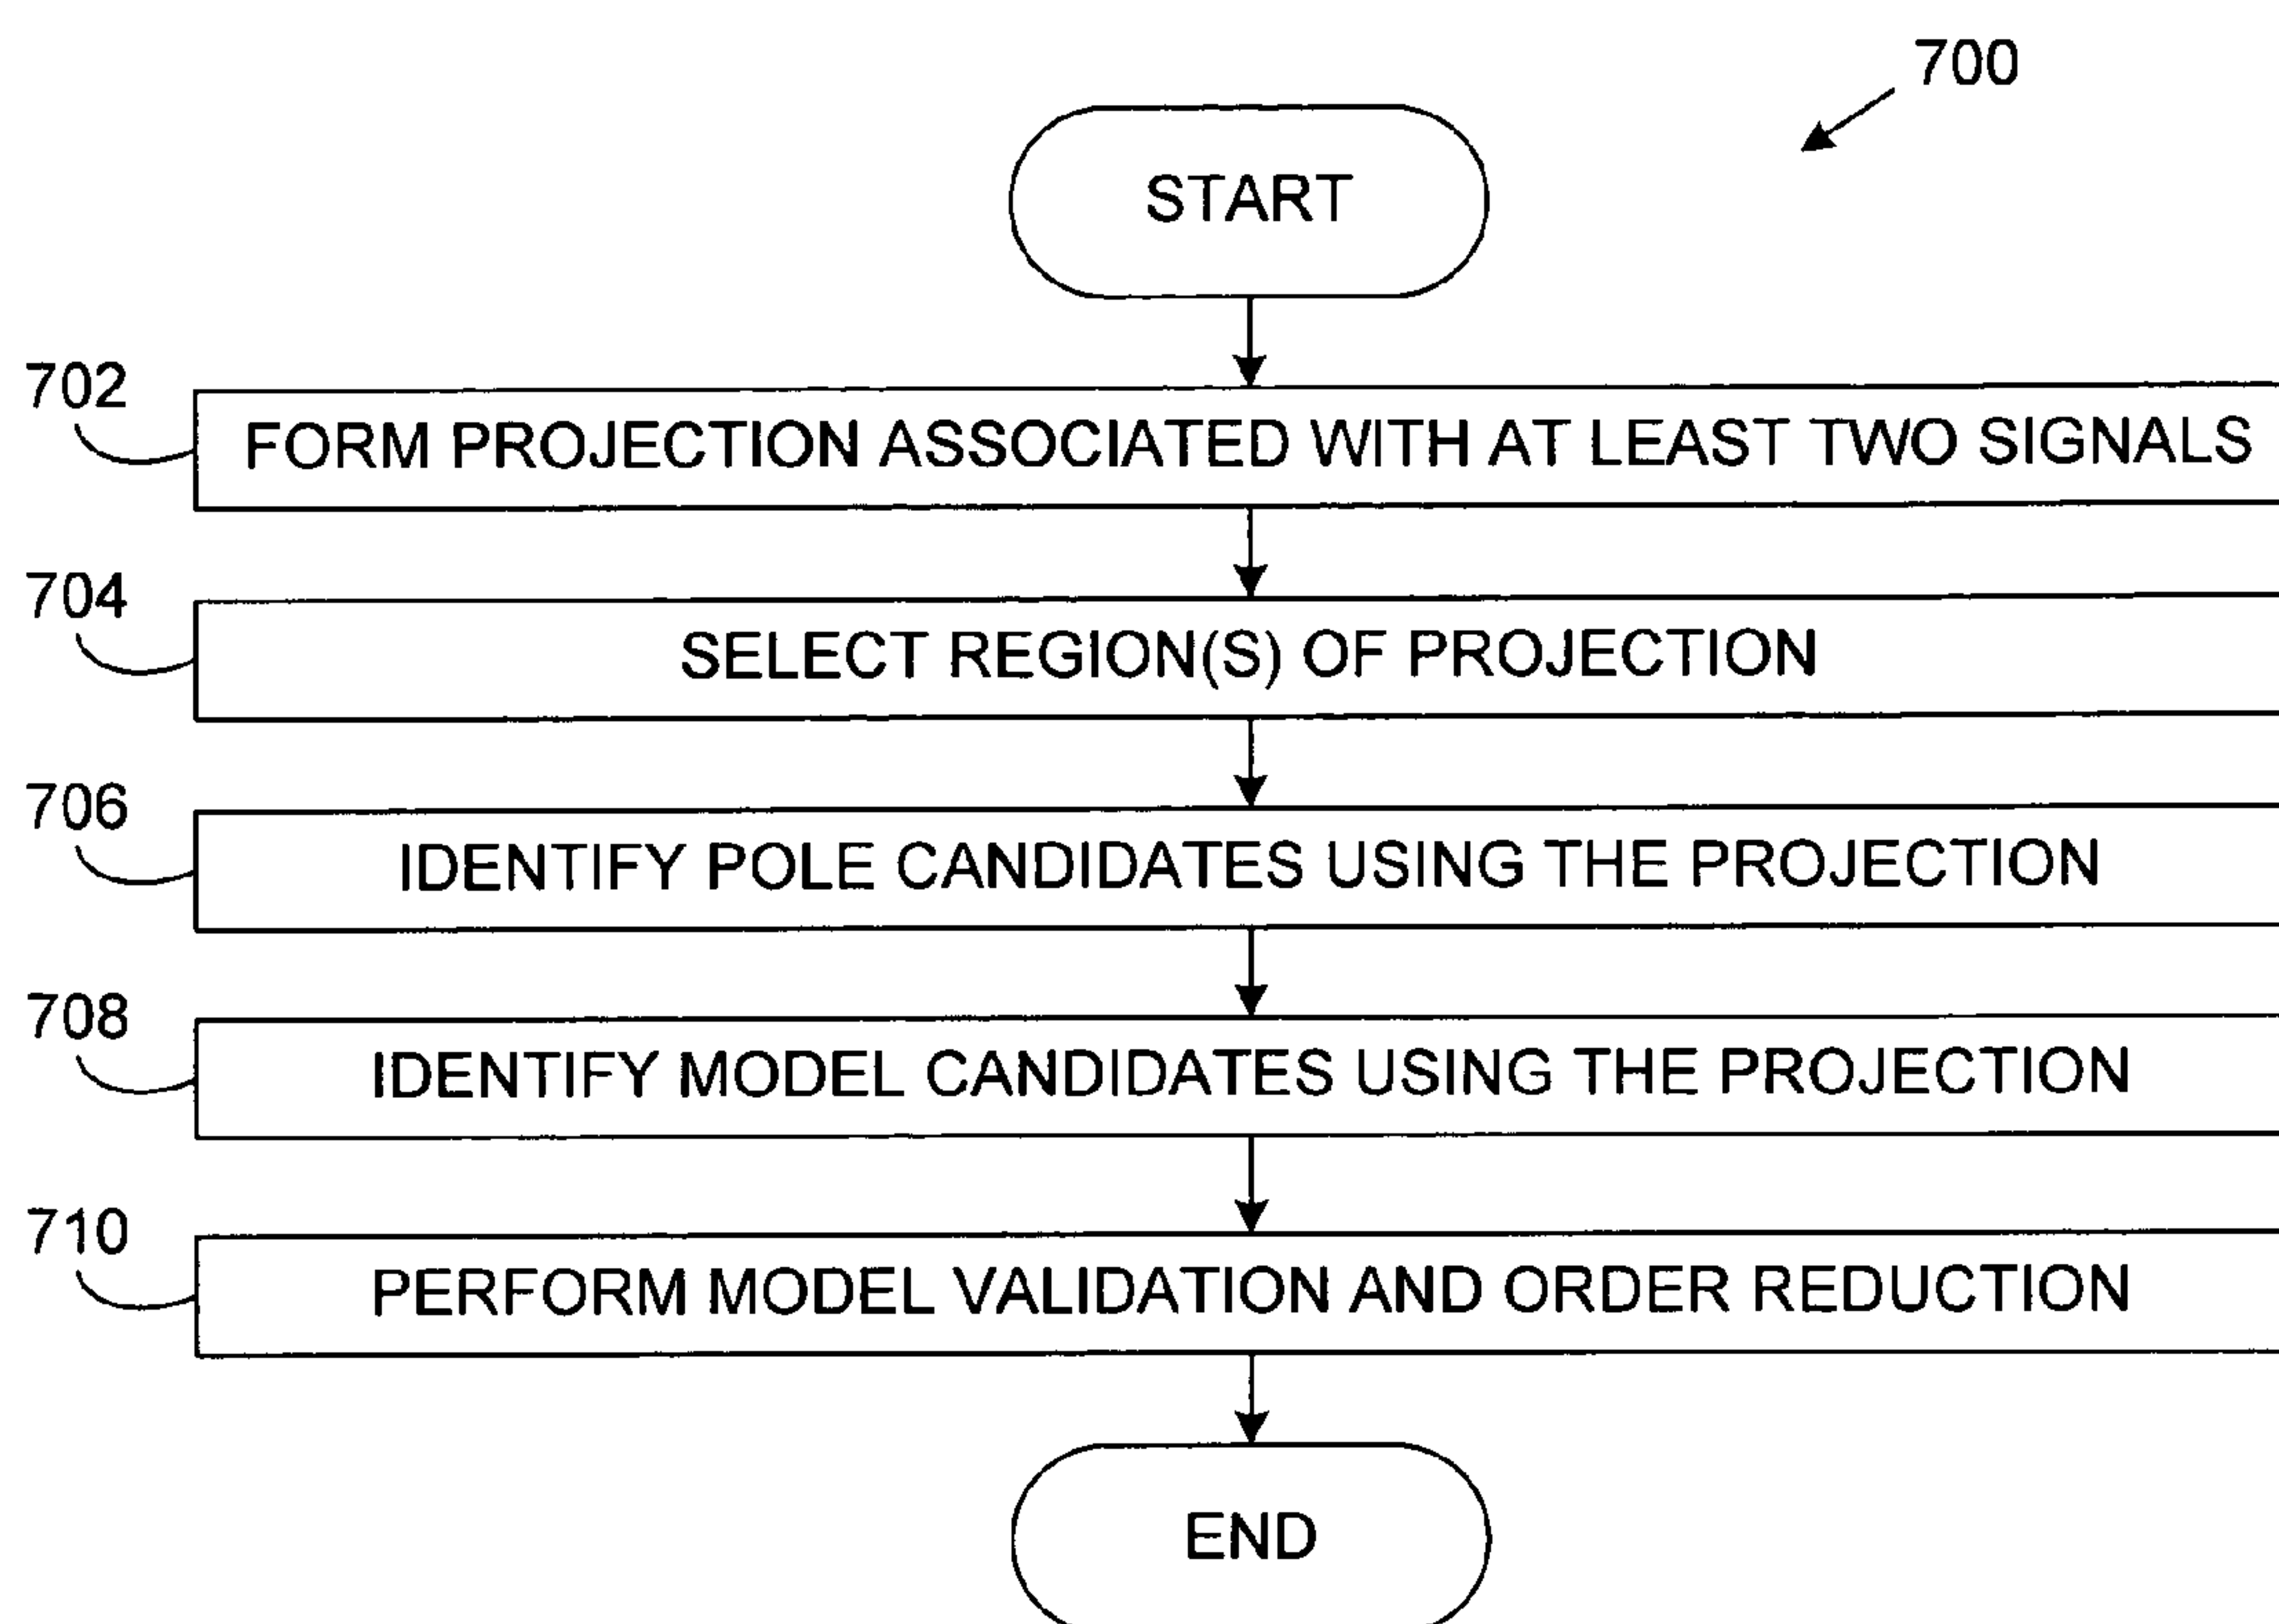 700
START
702
FORM PROJECTION ASSOCIATED WITH AT LEAST TWO SIGNALS
704
SELECT REGION(S) OF PROJECTION
706
IDENTIFY POLE CANDIDATES USING THE PROJECTION
708
IDENTIFY MODEL CANDIDATES USING THE PROJECTION
710
PERFORM MODEL VALIDATION AND ORDER REDUCTION
END